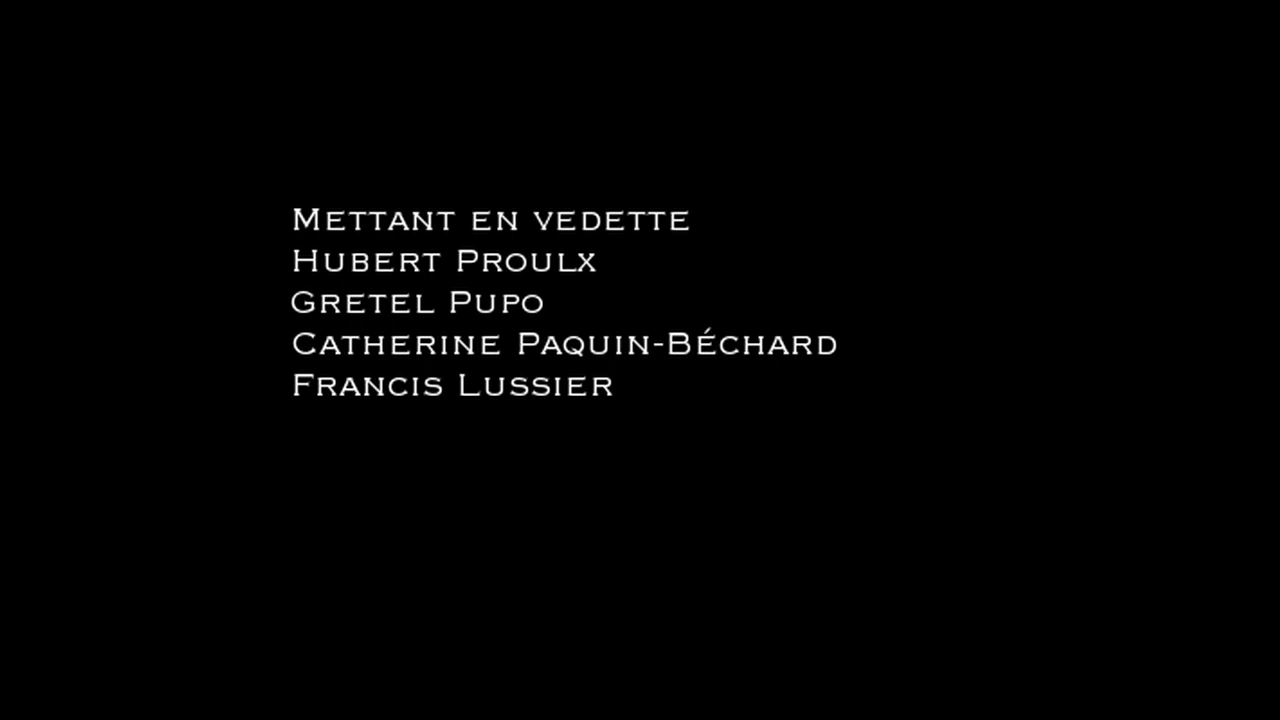 Mettant en vedette
Hubert Proulx
Gretel Pupo
Catherine Paquin-Béchard
Francis Lussier